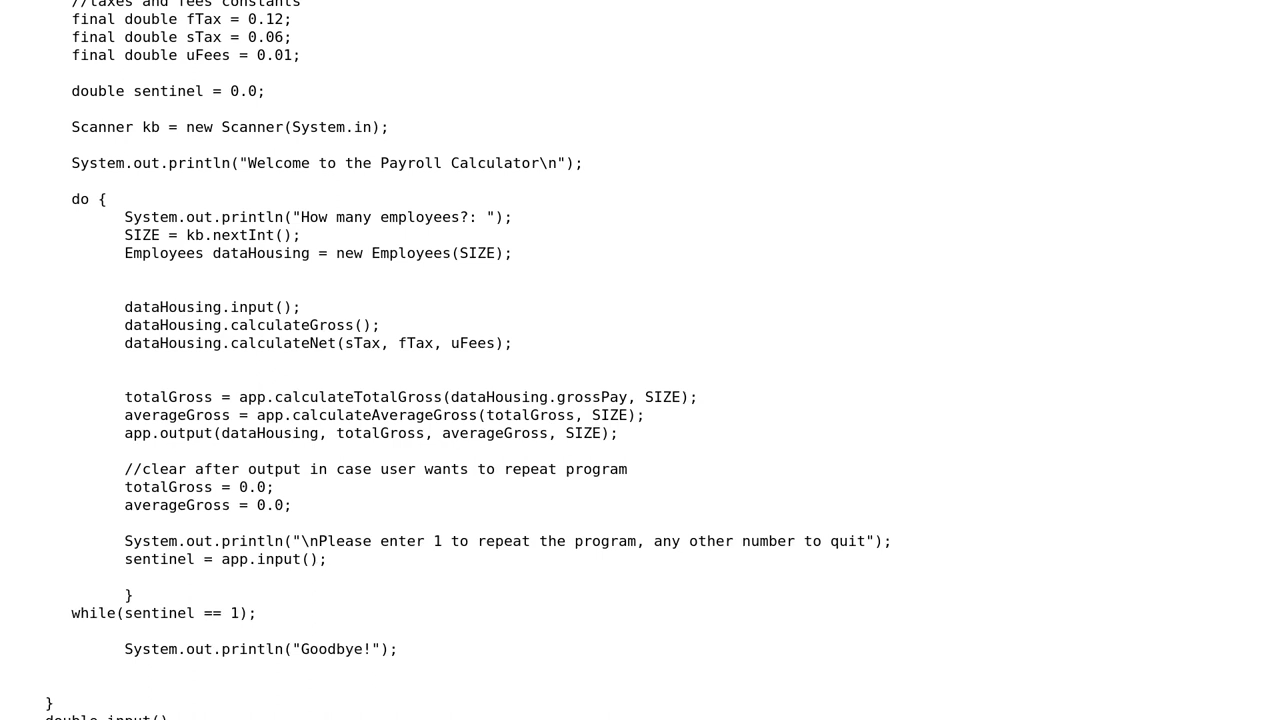 //taxes and fees constants
final double fTax = 0.12;
final double sTax = 0.06;
final double uFees = 0.01;
double sentinel = 0.0;
Scanner kb = new Scanner(System.in);
System.out.println("Welcome to the Payroll Calculator\n");
do {
System.out.println("How many employees?: ");
SIZE = kb.nextInt();
Employees dataHousing = new Employees(SIZE);
dataHousing.input();
dataHousing.calculateGross();
dataHousing.calculateNet(sTax, fTax, uFees);
totalGross = app.calculateTotalGross(dataHousing.grossPay, SIZE);
averageGross = app.calculateAverageGross(totalGross, SIZE);
app.output(dataHousing, totalGross, averageGross, SIZE);
//clear after output in case user wants to repeat program
totalGross = 0.0;
averageGross = 0.0;
System.out.println("\nPlease enter 1 to repeat the program, any other number to quit");
sentinel = app.input();
}
while(sentinel == 1);
System.out.println("Goodbye!");
}
double input()